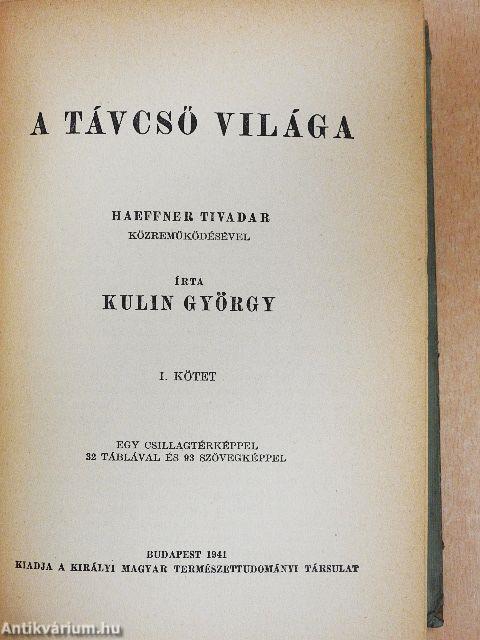 A TÁVCSŐ VILÁGA
HAEFFNER TIVADAR
KÖZREMŰKÖDÉSÉVEL
ÍRTA
KULIN GYÖRGY
I. KÖTET
EGY CSILLAGTÉRKÉPPEL
32 TÁBLÁVAL ÉS 93 SZÖVEGKÉPPEL
BUDAPEST 1941
KIADJA A KIRÁLYI MAGYAR TERMÉSZETTUDOMÁNYI TÁRSULAT
Antikvárium.hu